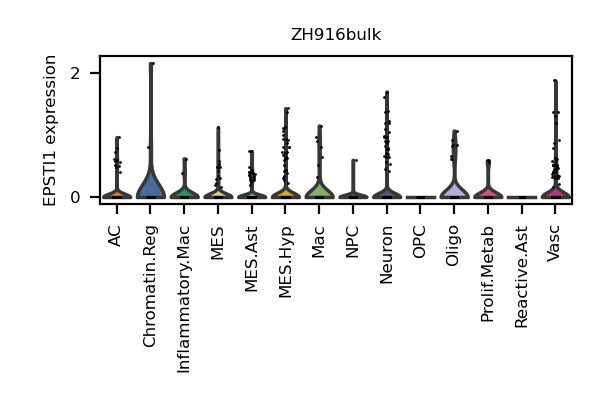 ZH916bulk
EPSTI1 expression
2
0
AC
Chromatin.Reg
Inflammatory.Mac
MES
MES.Ast
MES.Hyp
Mac
NPC
Neuron
OPC
Oligo
Prolif.Metab
Reactive.Ast
Vasc